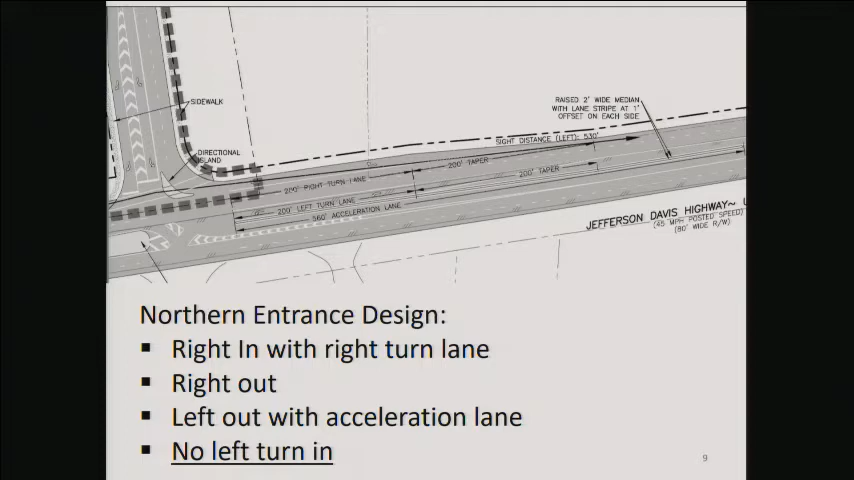 SIDEWALK
RAISED 2' WIDE MEDIAN
WITH LANE STRIPE AT 1'
OFFSET ON EACH SIDE
SIGHT DISTANCE (LEFT): 530'
DIRECTIONAL
ISLAND
200' TAPER
200' RIGHT TURN LANE
200' TAPER
200' LEFT TURN LANE
560' ACCELERATION LANE
JEFFERSON DAVIS HIGHWAY~
(45 MPH POSTED SPEED)
(80' WIDE R/W)
Northern Entrance Design:
▪ Right In with right turn lane
▪ Right out
▪ Left out with acceleration lane
▪ No left turn in
9